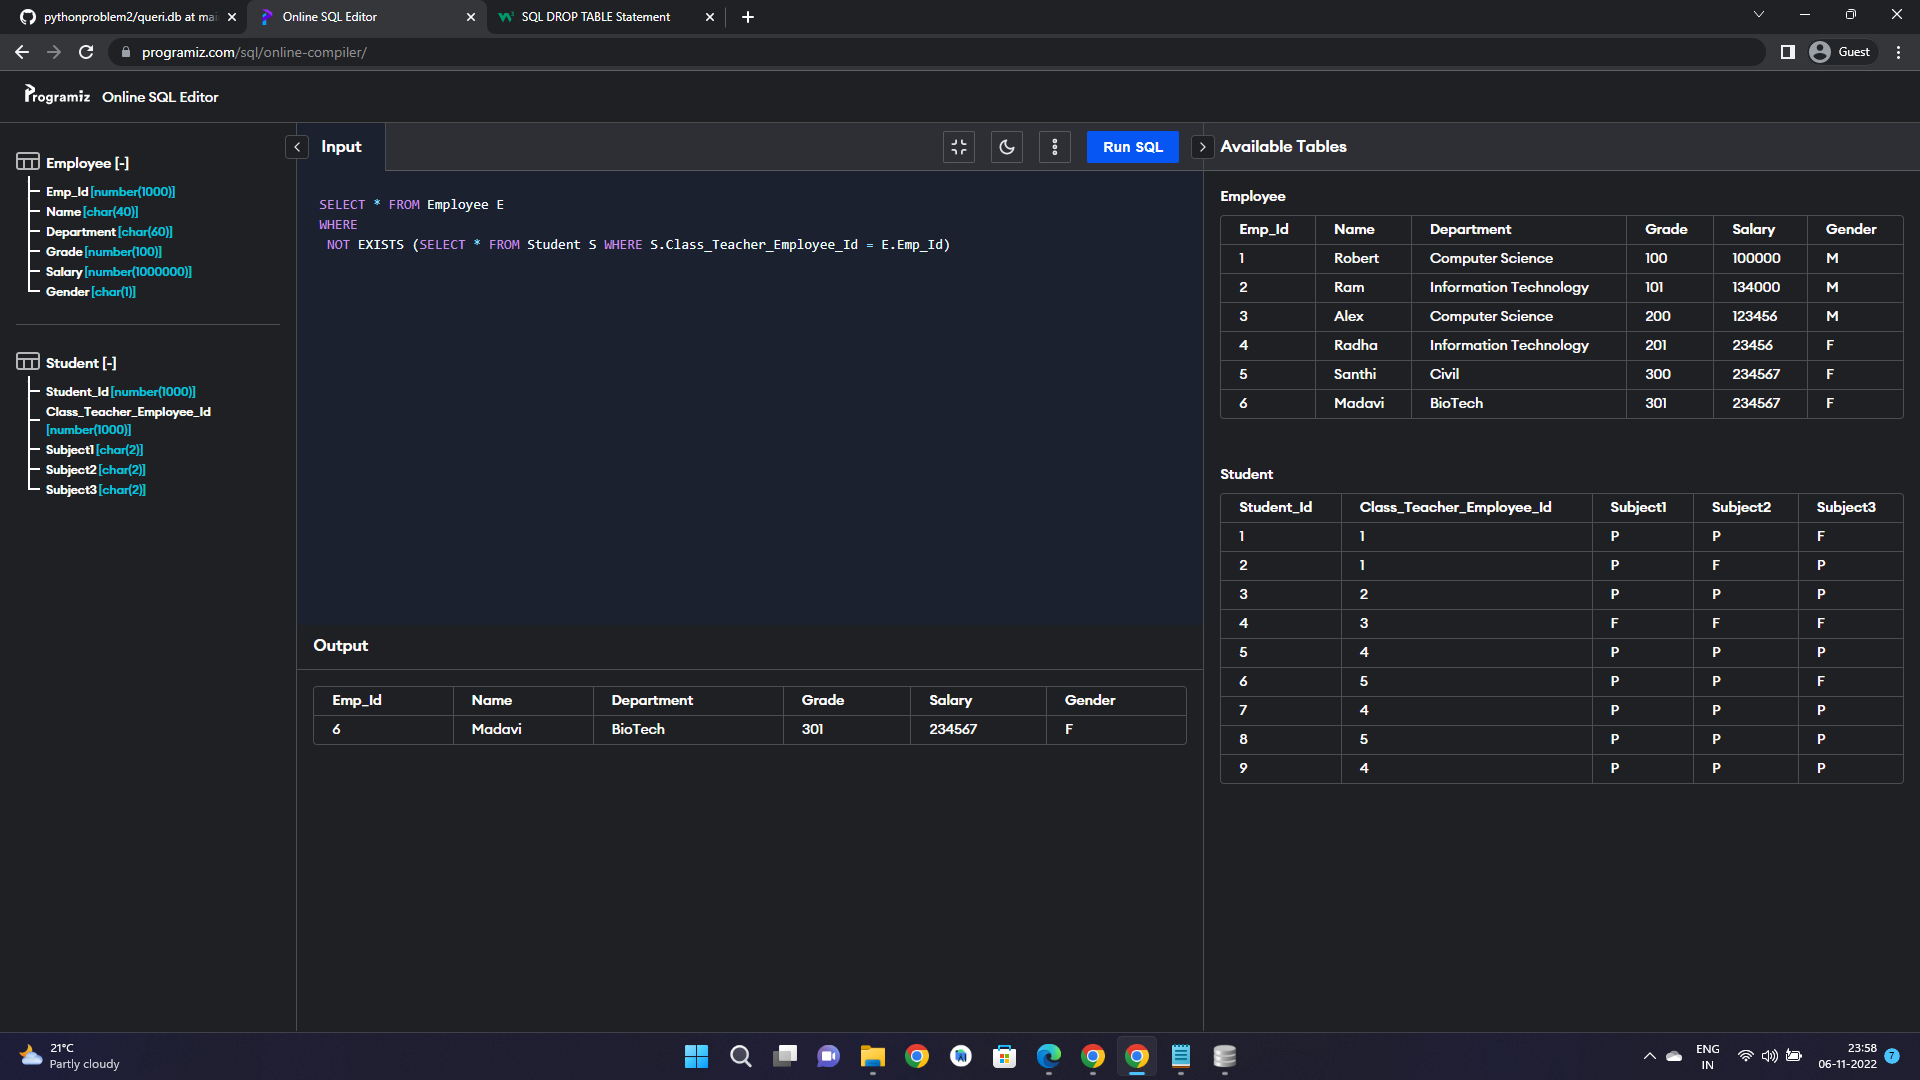 pythonproblem2/queri.db at mai
Online SQL Editor
SQL DROP TABLE Statement
programiz.com/sql/online-compiler/
Guest
Programiz Online SQL Editor
Employee [-]
Emp_Id [number(1000)]
Name [char(40)]
Department [char(60)]
Grade [number(100)]
Salary [number(1000000)]
Gender [char(1)]
Student [-]
Student_Id [number(1000)]
Class_Teacher_Employee_Id
[number(1000)]
Subject1 [char(2)]
Subject2 [char(2)]
Subject3 [char(2)]
Input
Run SQL
SELECT * FROM Employee E
WHERE
NOT EXISTS (SELECT * FROM Student S WHERE S.Class_Teacher_Employee_Id = E.Emp_Id)
Output
Emp_Id Name Department Grade Salary Gender
6 Madavi BioTech 301 234567 F
Available Tables
Employee
Emp_Id Name Department Grade Salary Gender
1 Robert Computer Science 100 100000 M
2 Ram Information Technology 101 134000 M
3 Alex Computer Science 200 123456 M
4 Radha Information Technology 201 23456 F
5 Santhi Civil 300 234567 F
6 Madavi BioTech 301 234567 F
Student
Student_Id Class_Teacher_Employee_Id Subject1 Subject2 Subject3
1 1 P P F
2 1 P F P
3 2 P P P
4 3 F F F
5 4 P P P
6 5 P P F
7 4 P P P
8 5 P P P
9 4 P P P
21°C
Partly cloudy
ENG
IN
23:58
06-11-2022
7